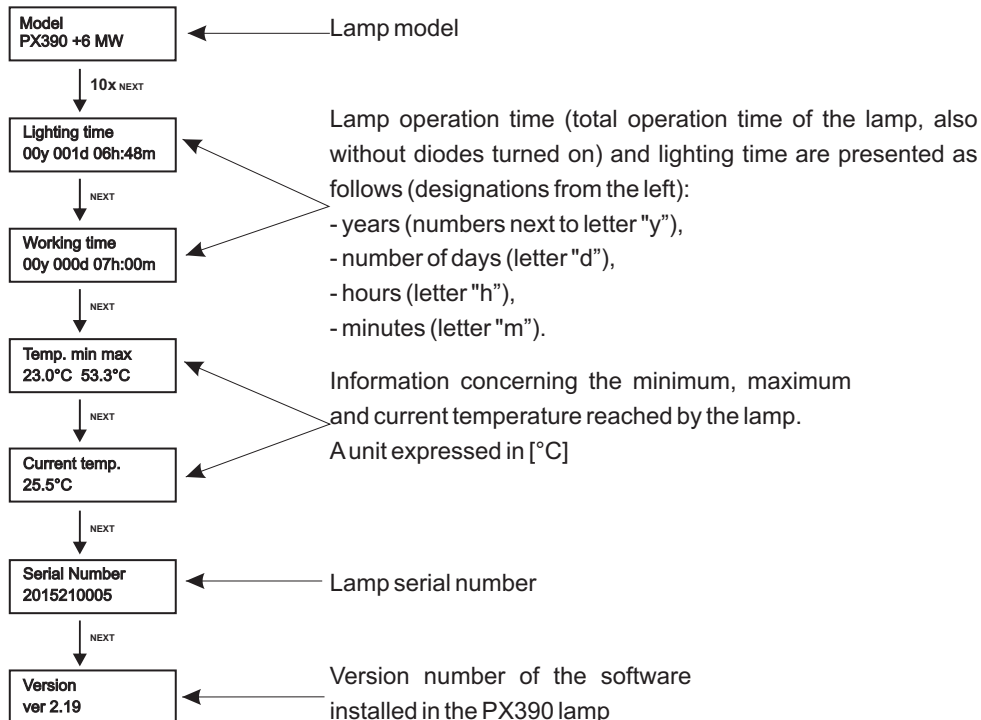 Model
PX390 +6 MW
Lamp model
10x NEXT
Lighting time
00y 001d 06h:48m
NEXT
Working time
00y 000d 07h:00m
Lamp operation time (total operation time of the lamp, also
without diodes turned on) and lighting time are presented as
follows (designations from the left):
- years (numbers next to letter "y”),
- number of days (letter "d”),
- hours (letter "h”),
- minutes (letter "m”).
NEXT
Temp. min max
23.0°C 53.3°C
NEXT
Current temp.
25.5°C
Information concerning the minimum, maximum
and current temperature reached by the lamp.
A unit expressed in [°C]
NEXT
Serial Number
2015210005
Lamp serial number
NEXT
Version
ver 2.19
Version number of the software
installed in the PX390 lamp